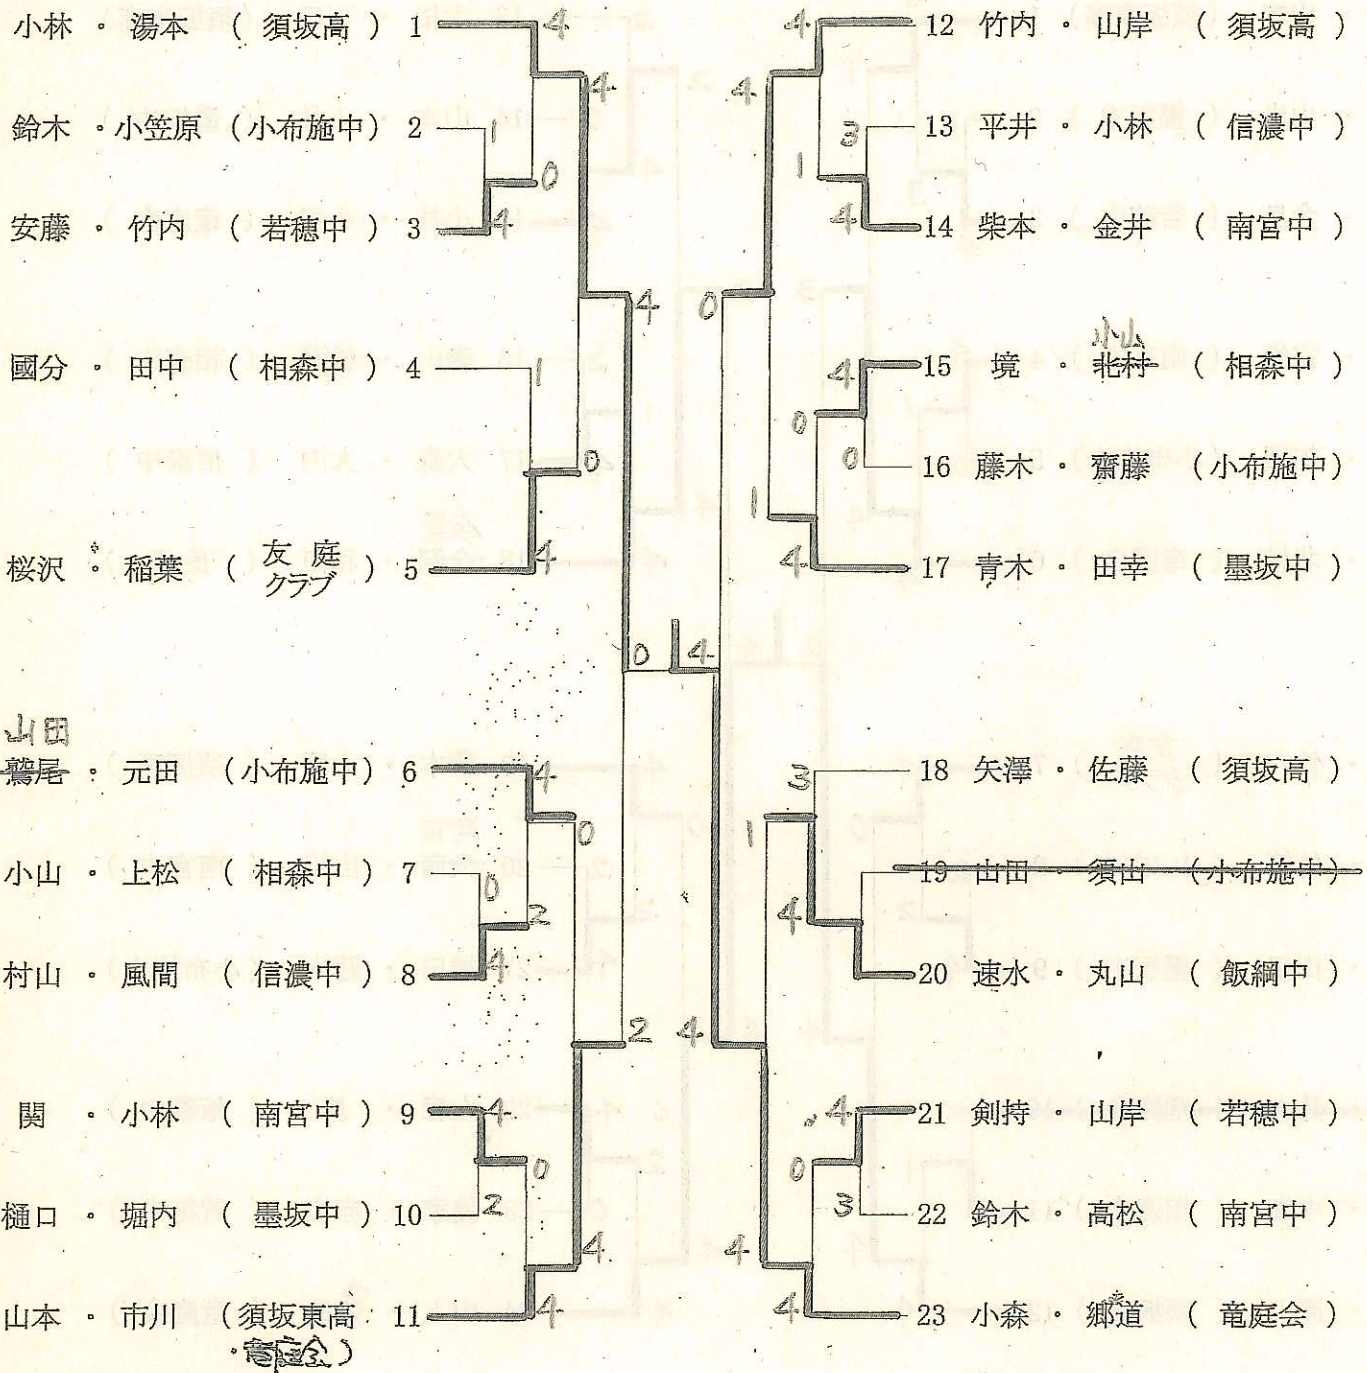 小林 ・ 湯本 ( 須坂高 ) 1
鈴木 ・ 小笠原 (小布施中) 2
安藤 ・ 竹内 ( 若穂中 ) 3
國分 ・ 田中 ( 相森中 ) 4
桜沢 ・ 稲葉 ( 友庭クラブ ) 5
山田
鷲尾 ・ 元田 (小布施中) 6
小山 ・ 上松 ( 相森中 ) 7
村山 ・ 風間 ( 信濃中 ) 8
関 ・ 小林 ( 南宮中 ) 9
樋口 ・ 堀内 ( 墨坂中 ) 10
山本 ・ 市川 (須坂東高 11
・竜庭会)
4
4
1
0
4
4
1
0
4
0
4
0
0
2
4
2
4
0
2
4
4
12 竹内 ・ 山岸 ( 須坂高 )
13 平井 ・ 小林 ( 信濃中 )
14 柴本 ・ 金井 ( 南宮中 )
小山
15 境 ・ 北村 ( 相森中 )
16 藤木 ・ 齋藤 (小布施中)
17 青木 ・ 田幸 ( 墨坂中 )
18 矢澤 ・ 佐藤 ( 須坂高 )
19 山田 ・ 須山 (小布施中)
20 速水 ・ 丸山 ( 飯綱中 )
21 剣持 ・ 山岸 ( 若穂中 )
22 鈴木 ・ 高松 ( 南宮中 )
23 小森 ・ 郷道 ( 竜庭会 )
4
4
3
1
4
0
4
0
0
1
4
4
3
1
4
4
4
0
3
4
4